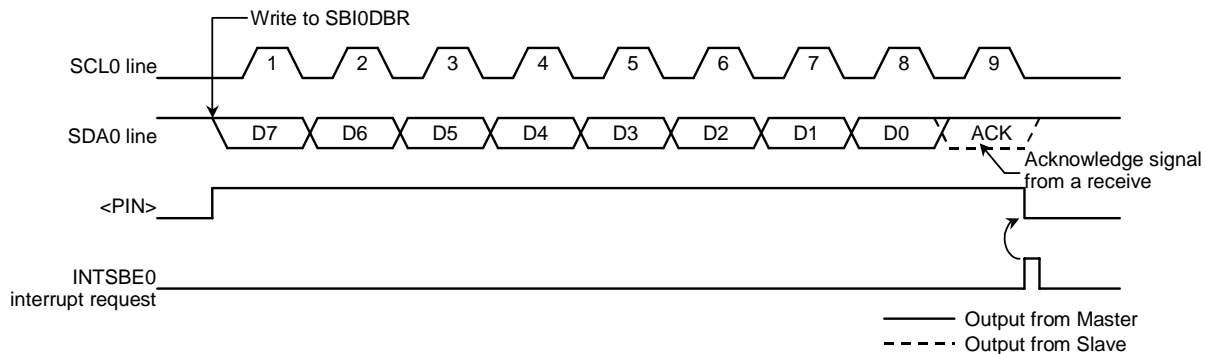 Write to SBI0DBR
SCL0 line
1 2 3 4 5 6 7 8 9
SDA0 line
D7 D6 D5 D4 D3 D2 D1 D0 ACK
Acknowledge signal
from a receive
<PIN>
INTSBE0
interrupt request
Output from Master
Output from Slave